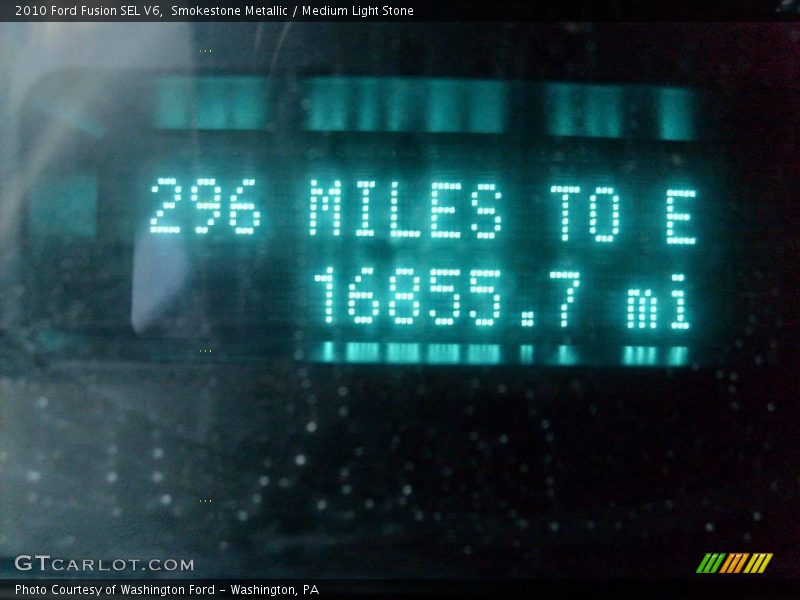 2010 Ford Fusion SEL V6, Smokestone Metallic / Medium Light Stone
296 MILES TO E
16855.7 mi
GTCARLOT.COM
Photo Courtesy of Washington Ford - Washington, PA